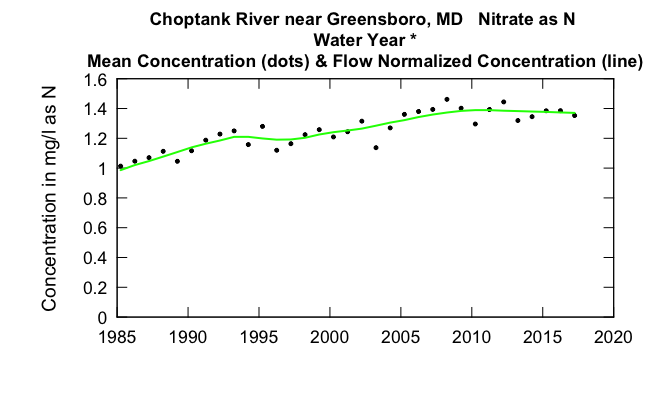 Choptank River near Greensboro, MD Nitrate as N
Water Year *
Mean Concentration (dots) & Flow Normalized Concentration (line)
Concentration in mg/l as N
1.6
1.4
1.2
1
0.8
0.6
0.4
0.2
0
1985 1990 1995 2000 2005 2010 2015 2020